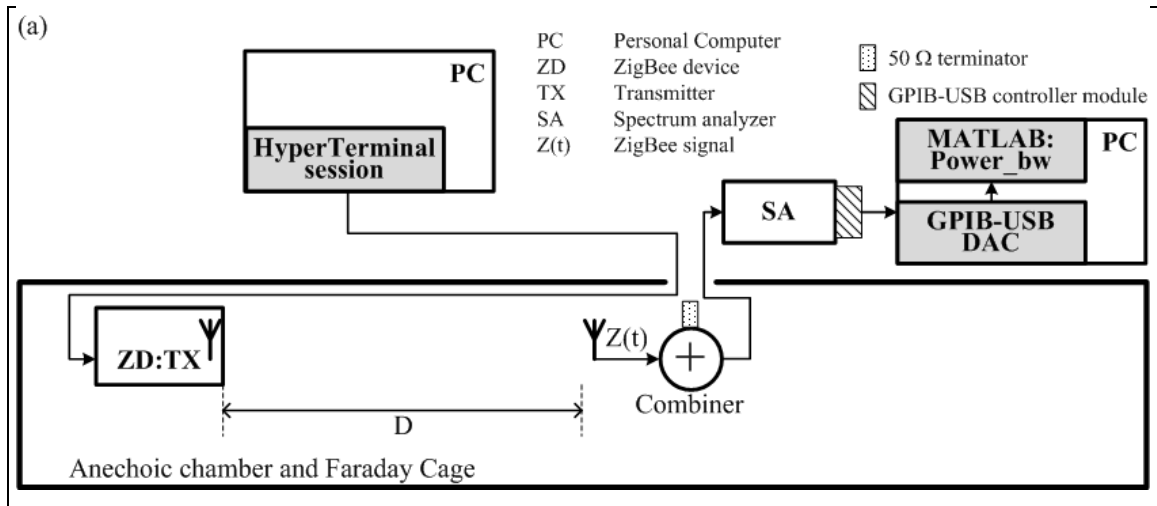 (a)
PC
HyperTerminal
session
PC Personal Computer
ZD ZigBee device
TX Transmitter
SA Spectrum analyzer
Z(t) ZigBee signal
50 Ω terminator
GPIB-USB controller module
SA
MATLAB:
Power_bw
PC
GPIB-USB
DAC
ZD:TX
Z(t)
+
Combiner
D
Anechoic chamber and Faraday Cage